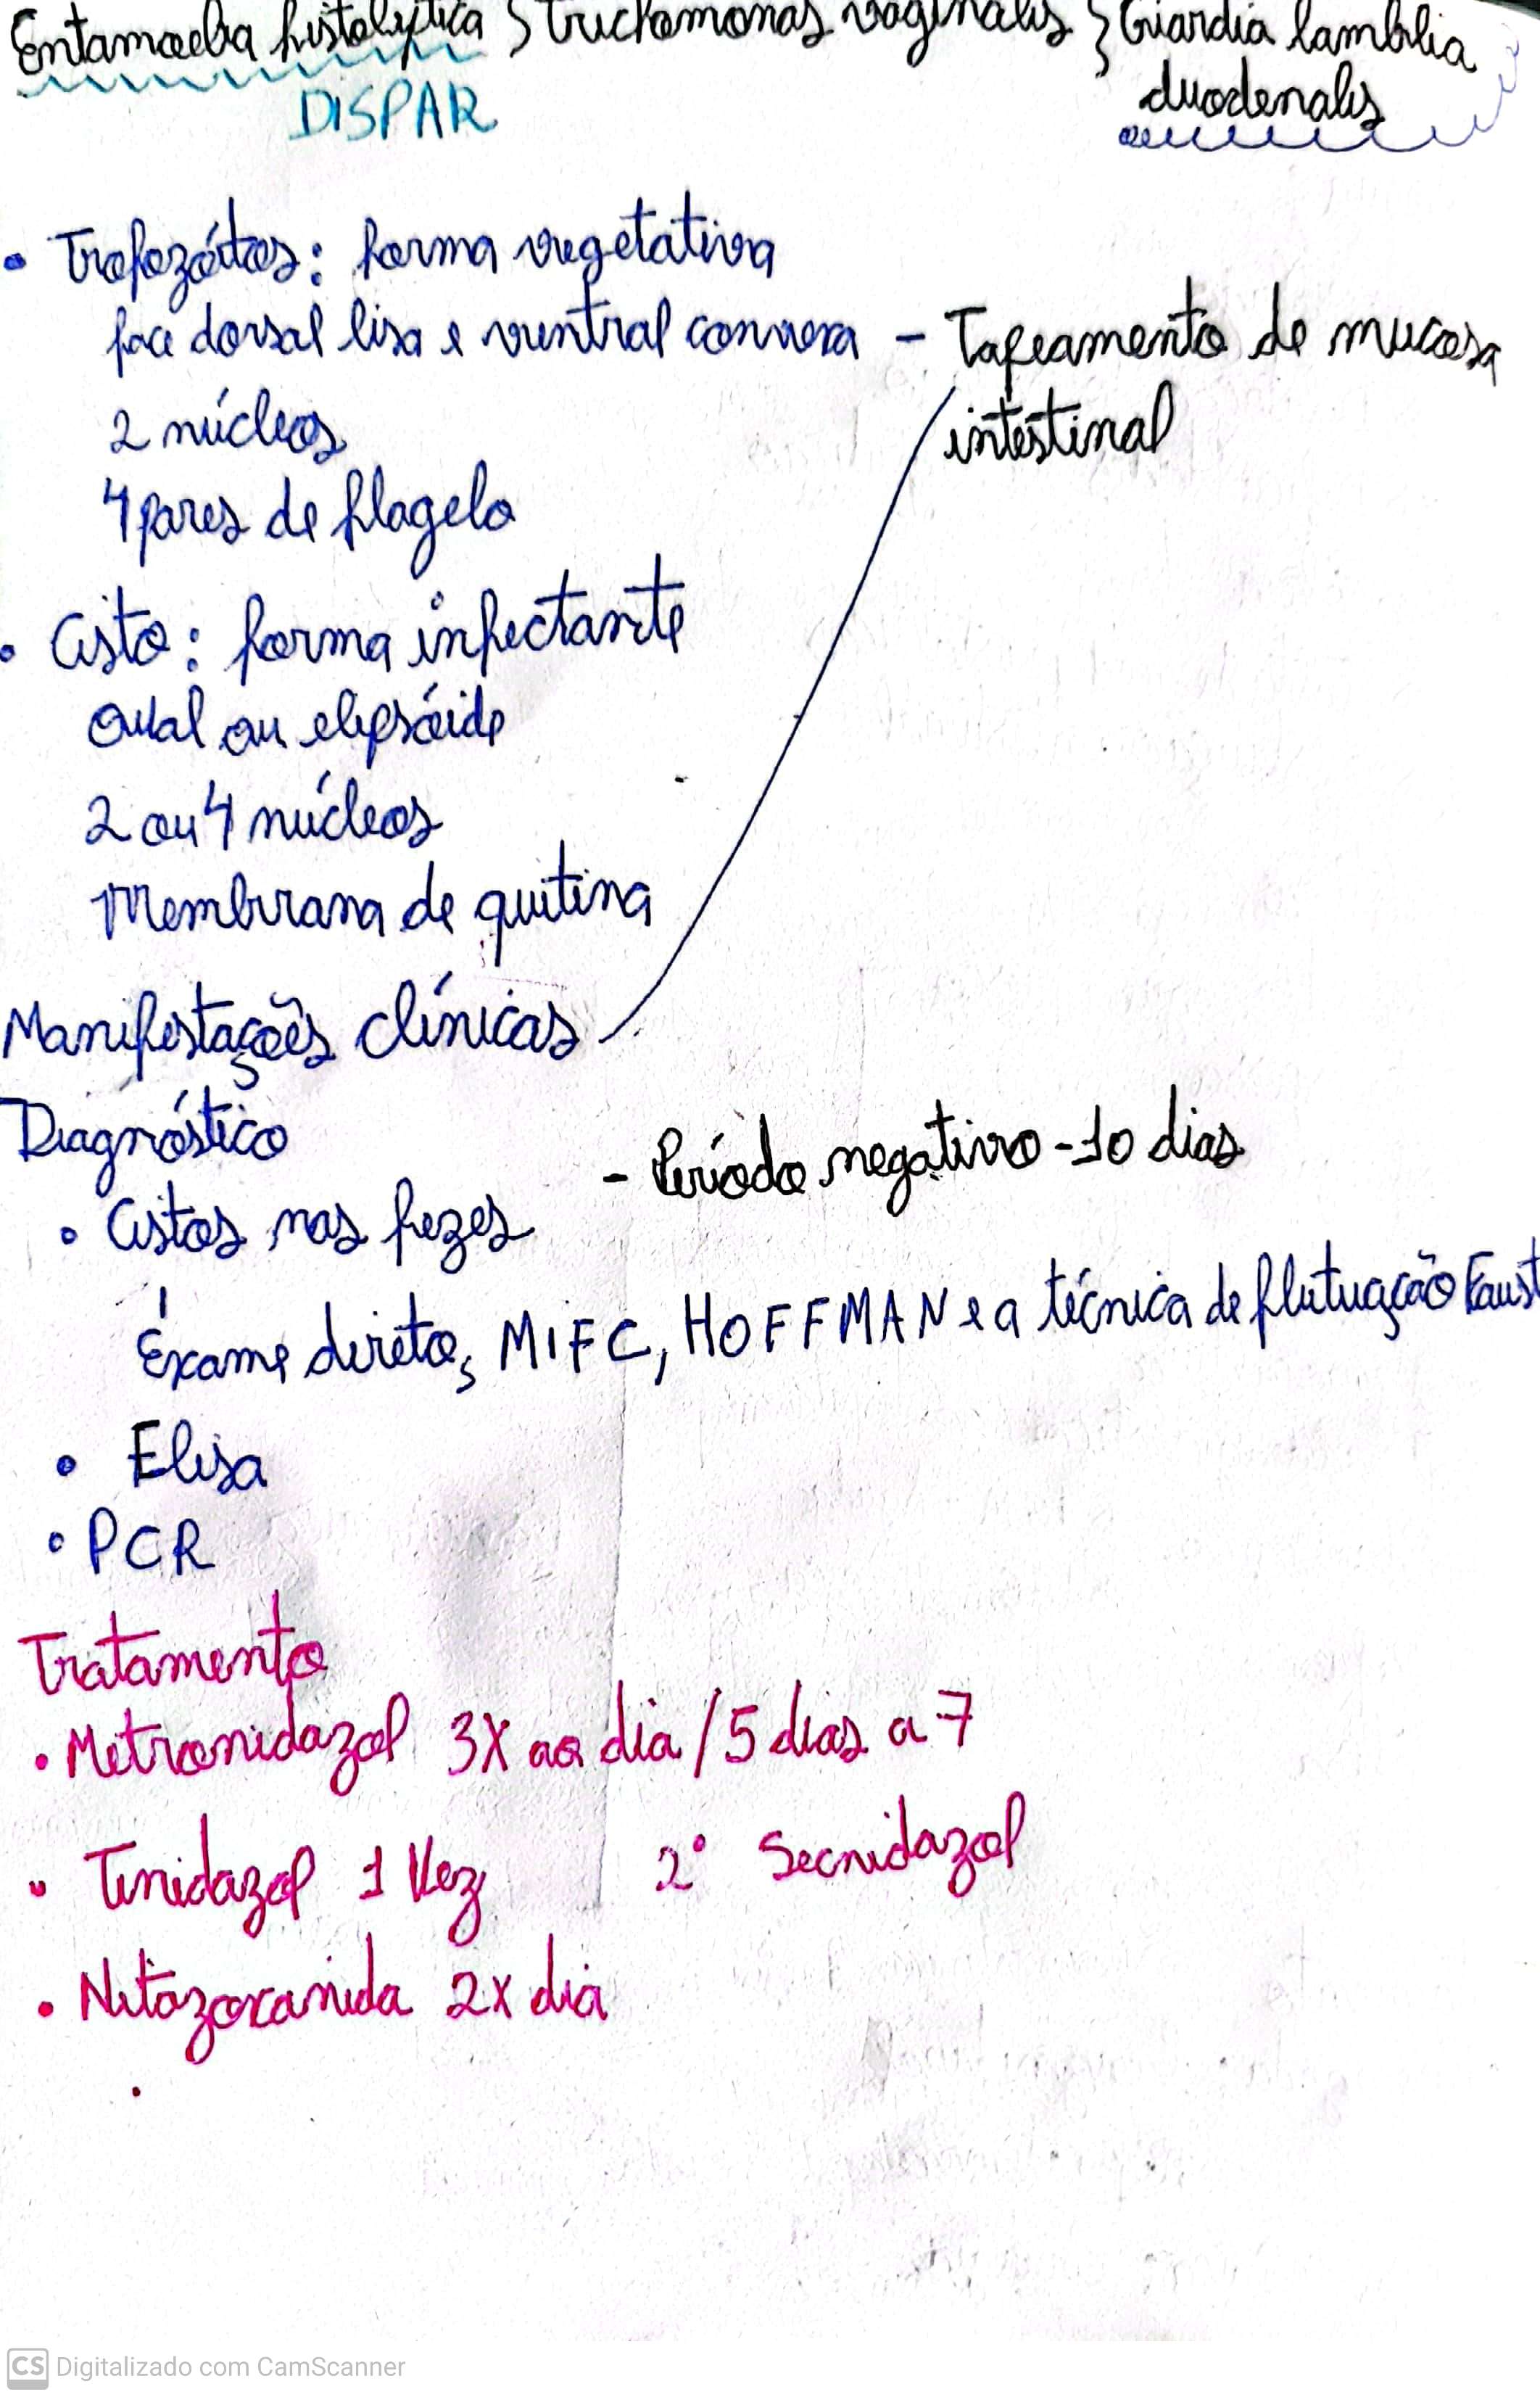 Entamoeba histolyptica } Trichomonas vaginalis } Giardia lamblia
DISPAR
duodenalis
• Trofozóitos: forma vegetativa
face dorsal lisa e ventral convexa - Tapeamento de mucosa
intestinal
2 núcleos
4 pares de flagelo
• Cisto: forma infectante
Oval ou elipsóide
2 ou 4 núcleos
Membrana de quitina
Manifestações clínicas
Diagnóstico
- Período negativo - 10 dias
• Cistos nas fezes
Exame direto, MIFC, HOFFMAN e a técnica de flutuação Faust
• Elisa
• PCR
Tratamento
• Metronidazol 3X ao dia / 5 dias a 7
• Tinidazol 1 Vez 2° Secnidazol
• Nitazoxanida 2x dia
CS Digitalizado com CamScanner